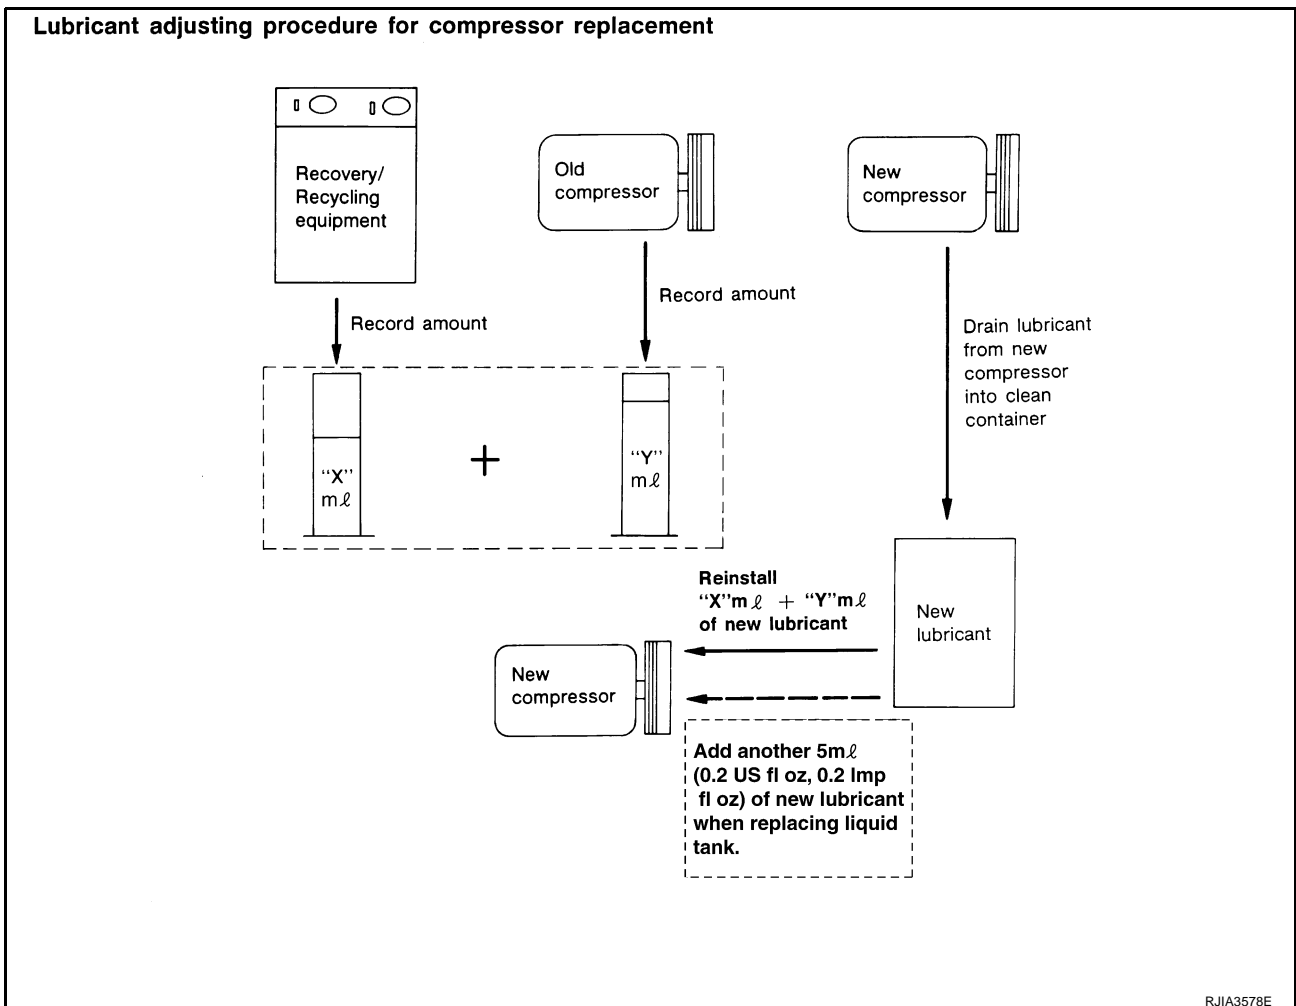 Lubricant adjusting procedure for compressor replacement
Recovery/
Recycling
equipment
Old
compressor
New
compressor
Record amount
Record amount
Drain lubricant
from new
compressor
into clean
container
“X”
mℓ
+
“Y”
mℓ
Reinstall
“X”mℓ + “Y”mℓ
of new lubricant
New
lubricant
New
compressor
Add another 5mℓ
(0.2 US fl oz, 0.2 Imp
fl oz) of new lubricant
when replacing liquid
tank.
RJIA3578E